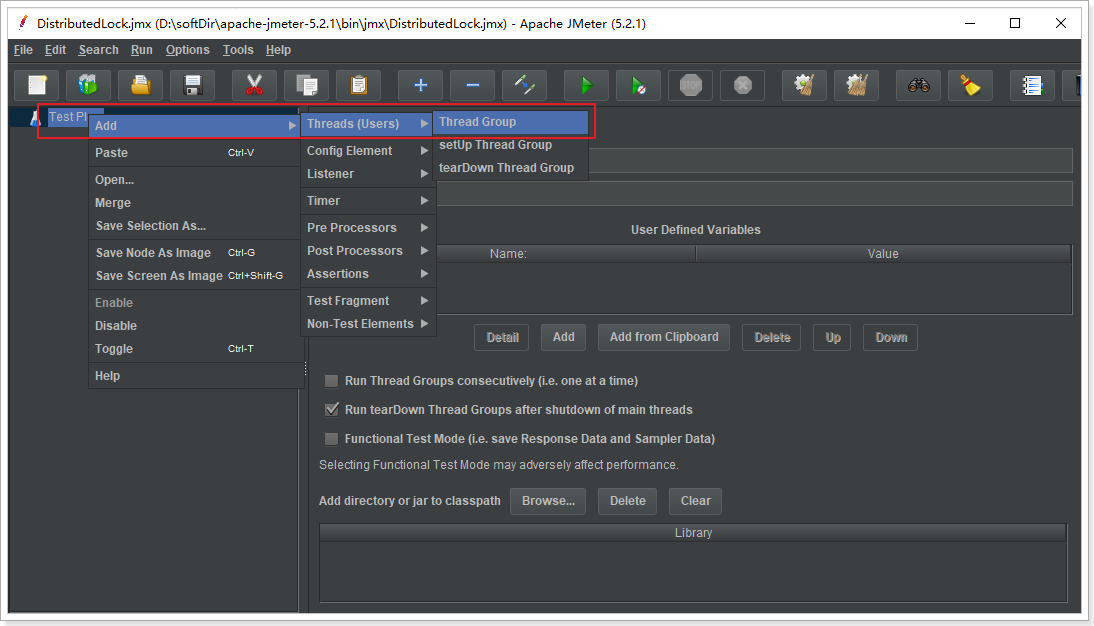 DistributedLock.jmx (D:\softDir\apache-jmeter-5.2.1\bin\jmx\DistributedLock.jmx) - Apache JMeter (5.2.1)
File Edit Search Run Options Tools Help
STOP
Test Pl
Add
Paste Ctrl-V
Open...
Merge
Save Selection As...
Save Node As Image Ctrl-G
Save Screen As Image Ctrl+Shift-G
Enable
Disable
Toggle Ctrl-T
Help
Threads (Users)
Config Element
Listener
Timer
Pre Processors
Post Processors
Assertions
Test Fragment
Non-Test Elements
Thread Group
setUp Thread Group
tearDown Thread Group
User Defined Variables
Name: Value
Detail Add Add from Clipboard Delete Up Down
Run Thread Groups consecutively (i.e. one at a time)
Run tearDown Thread Groups after shutdown of main threads
Functional Test Mode (i.e. save Response Data and Sampler Data)
Selecting Functional Test Mode may adversely affect performance.
Add directory or jar to classpath Browse... Delete Clear
Library